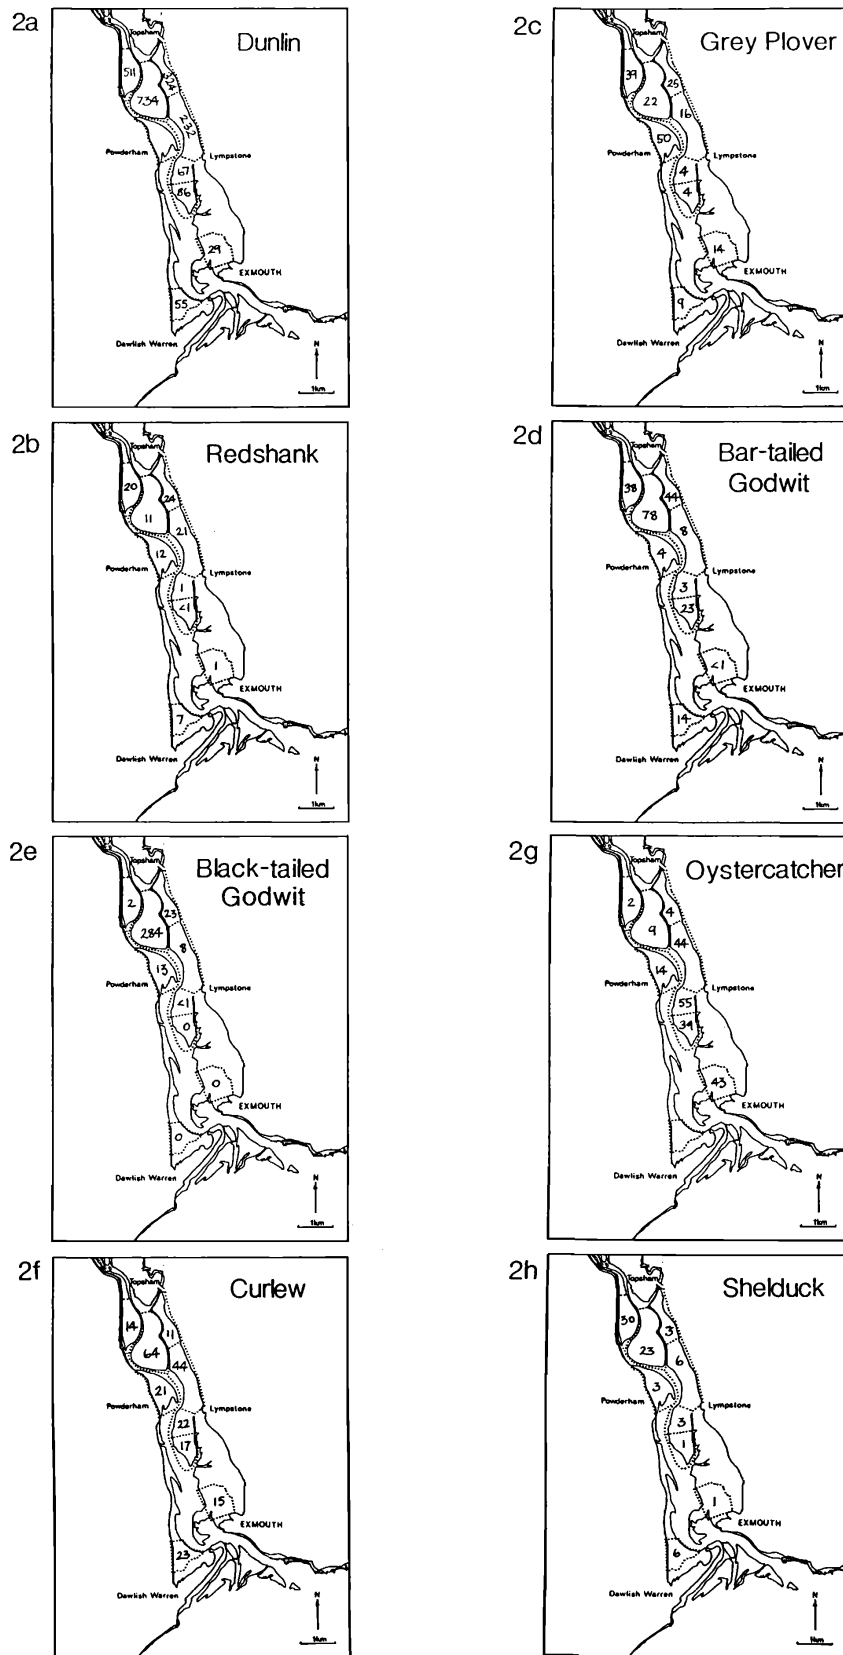 2a
Dunlin
Topsham
511
324
734
232
Powderham
Lympstone
67
86
29
EXMOUTH
55
Dawlish Warren
N
1km
2c
Grey Plover
Topsham
39
25
22
16
50
Powderham
Lympstone
4
4
14
EXMOUTH
9
Dawlish Warren
N
1km
2b
Redshank
Topsham
20
24
11
21
12
Powderham
Lympstone
1
<1
1
EXMOUTH
7
Dawlish Warren
N
1km
2d
Bar-tailed
Godwit
Topsham
38
44
78
8
4
Powderham
Lympstone
3
23
<1
EXMOUTH
14
Dawlish Warren
N
1km
2e
Black-tailed
Godwit
Topsham
2
23
284
8
13
Powderham
Lympstone
<1
0
0
EXMOUTH
0
Dawlish Warren
N
1km
2g
Oystercatcher
Topsham
2
4
9
44
14
Powderham
Lympstone
55
39
43
EXMOUTH
Dawlish Warren
N
1km
2f
Curlew
Topsham
14
11
64
44
21
Powderham
Lympstone
22
17
15
EXMOUTH
23
Dawlish Warren
N
1km
2h
Shelduck
Topsham
30
3
23
6
3
Powderham
Lympstone
3
1
1
EXMOUTH
6
Dawlish Warren
N
1km